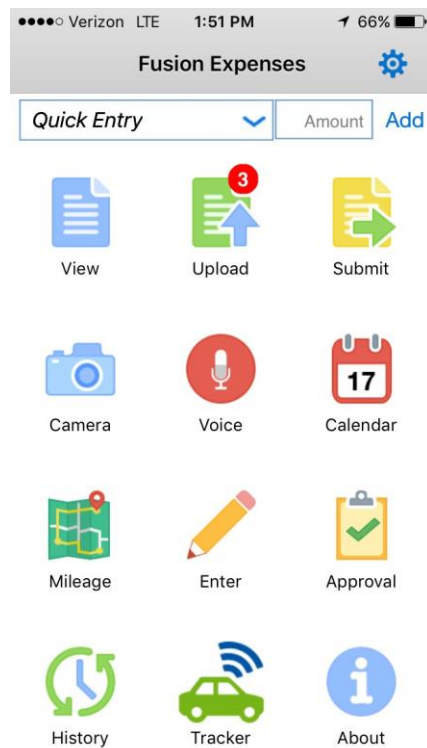 Verizon LTE 1:51 PM 66%
Fusion Expenses
Quick Entry Amount Add
3
View Upload Submit
17
Camera Voice Calendar
Mileage Enter Approval
History Tracker About